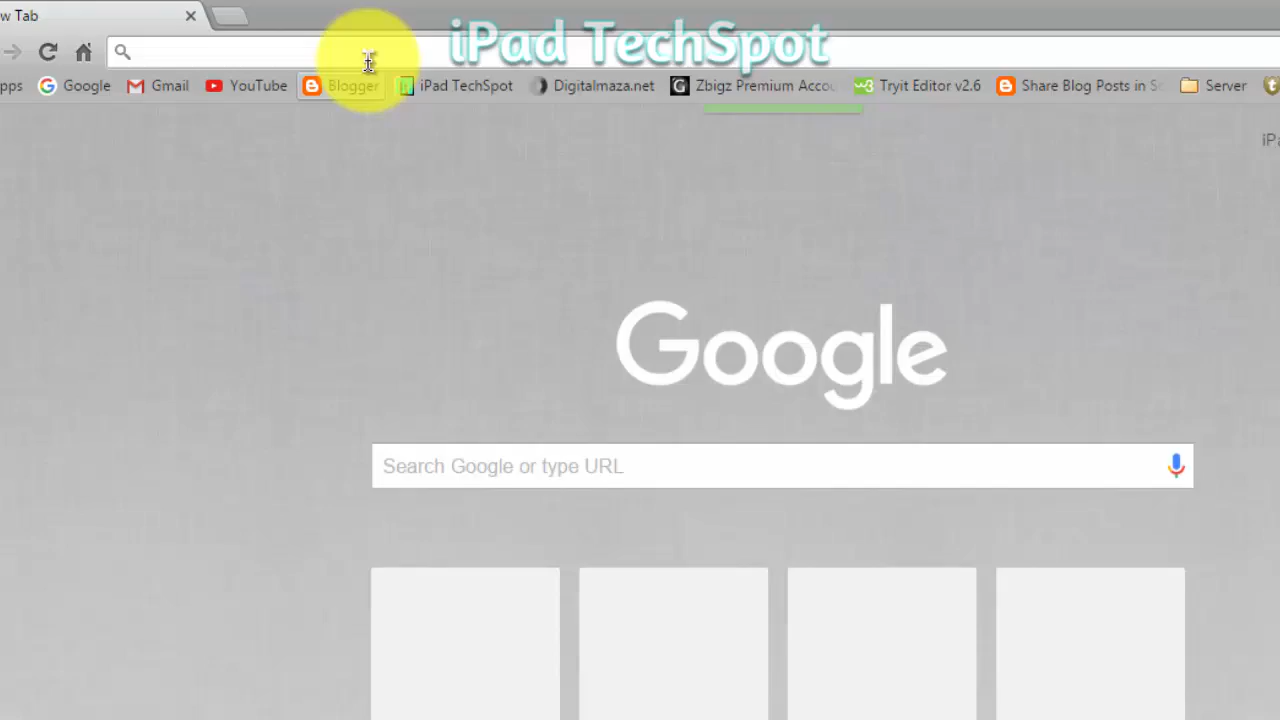 w Tab
iPad TechSpot
pps Google Gmail YouTube Blogger iPad TechSpot Digitalmaza.net Zbigz Premium Accou Tryit Editor v2.6 Share Blog Posts in S Server
iPa
Google
Search Google or type URL